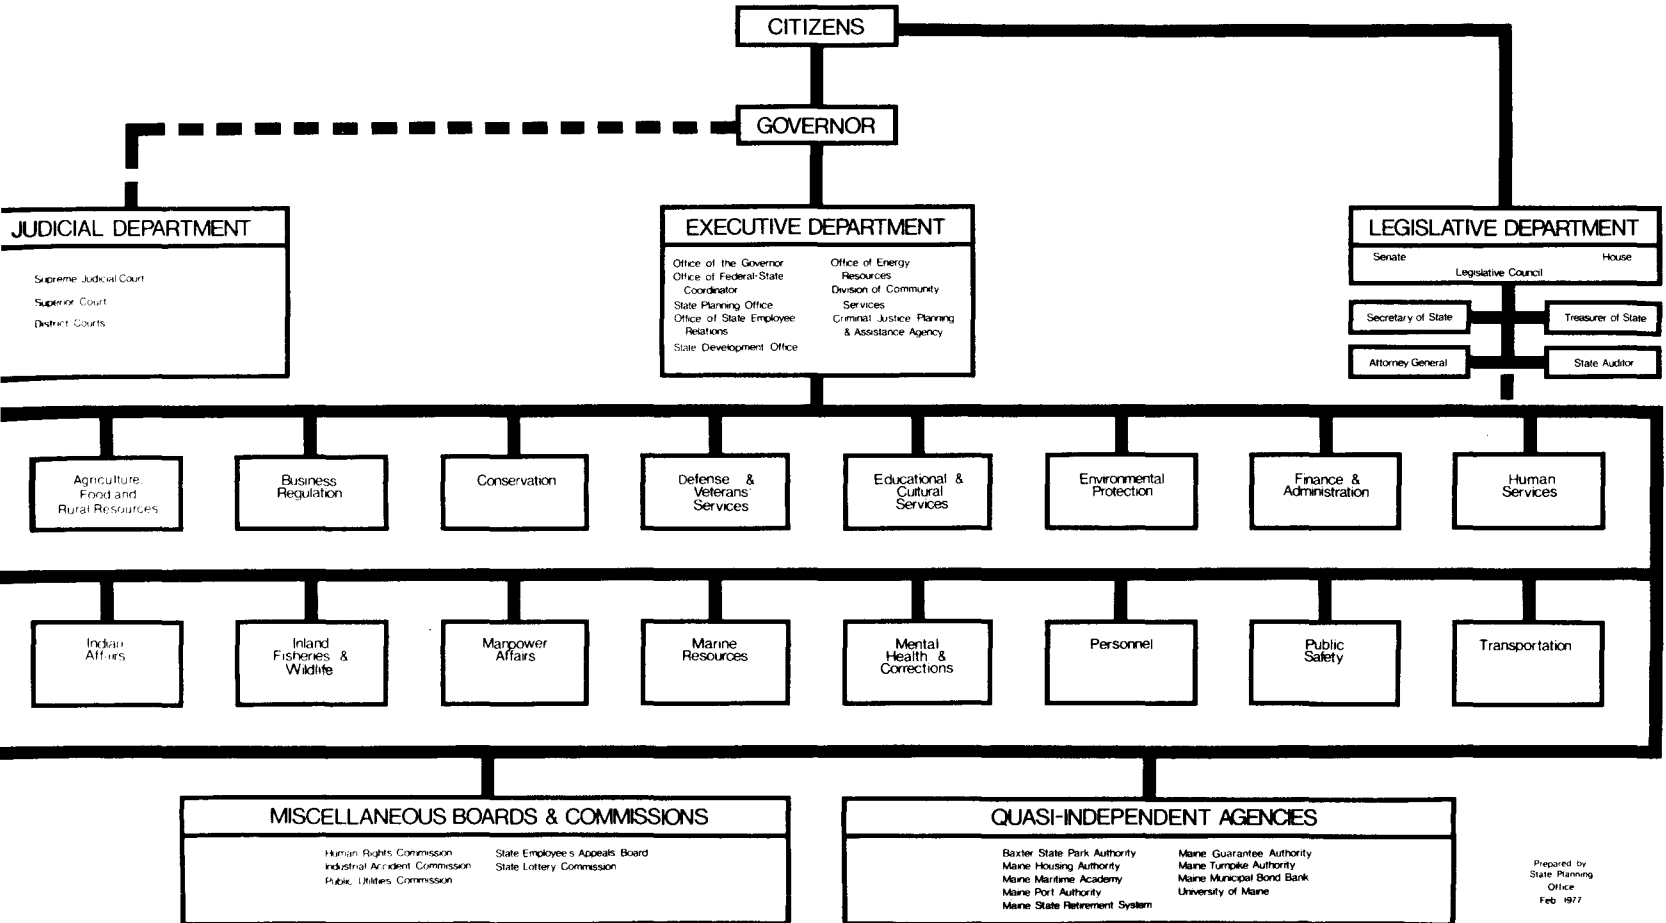 CITIZENS
GOVERNOR
JUDICIAL DEPARTMENT
Supreme Judicial Court
Superior Court
District Courts
EXECUTIVE DEPARTMENT
Office of the Governor
Office of Federal-State
Coordinator
State Planning Office
Office of State Employee
Relations
State Development Office
Office of Energy
Resources
Division of Community
Services
Criminal Justice Planning
& Assistance Agency
LEGISLATIVE DEPARTMENT
Senate
House
Legislative Council
Secretary of State
Treasurer of State
Attorney General
State Auditor
Agriculture,
Food and
Rural Resources
Business
Regulation
Conservation
Defense &
Veterans'
Services
Educational &
Cultural
Services
Environmental
Protection
Finance &
Administration
Human
Services
Indian
Affairs
Inland
Fisheries &
Wildlife
Manpower
Affairs
Marine
Resources
Mental
Health &
Corrections
Personnel
Public
Safety
Transportation
MISCELLANEOUS BOARDS & COMMISSIONS
Human Rights Commission
Industrial Accident Commission
Public Utilities Commission
State Employee's Appeals Board
State Lottery Commission
QUASI-INDEPENDENT AGENCIES
Baxter State Park Authority
Maine Housing Authority
Maine Maritime Academy
Maine Port Authority
Maine State Retirement System
Maine Guarantee Authority
Maine Turnpike Authority
Maine Municipal Bond Bank
University of Maine
Prepared by
State Planning
Office
Feb 1977